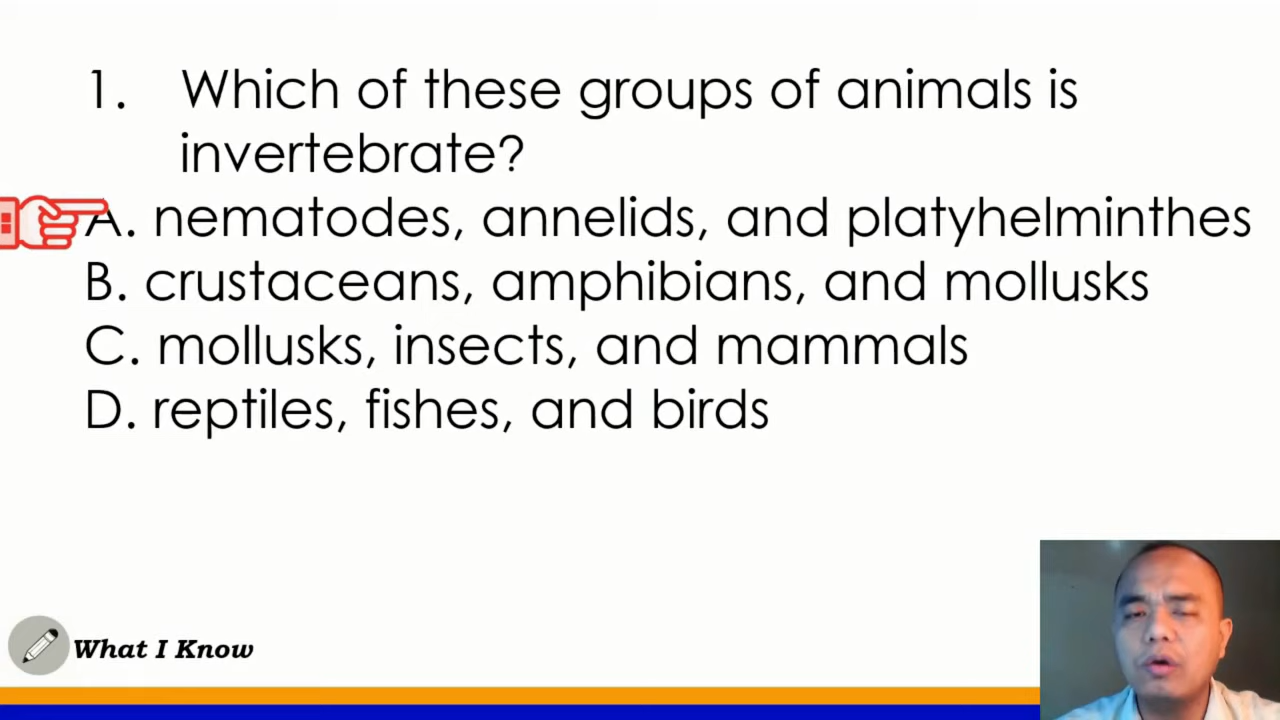 1. Which of these groups of animals is
invertebrate?
A. nematodes, annelids, and platyhelminthes
B. crustaceans, amphibians, and mollusks
C. mollusks, insects, and mammals
D. reptiles, fishes, and birds
What I Know